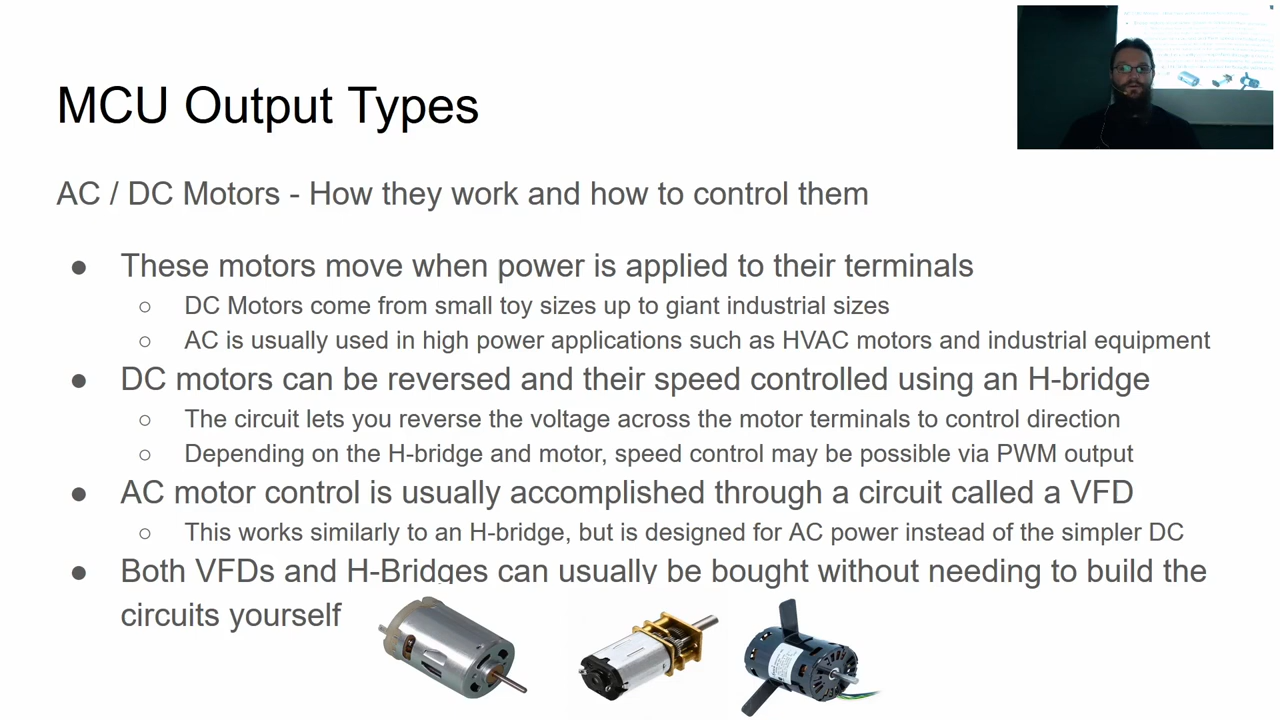 MCU Output Types
AC / DC Motors - How they work and how to control them
● These motors move when power is applied to their terminals
○ DC Motors come from small toy sizes up to giant industrial sizes
○ AC is usually used in high power applications such as HVAC motors and industrial equipment
● DC motors can be reversed and their speed controlled using an H-bridge
○ The circuit lets you reverse the voltage across the motor terminals to control direction
○ Depending on the H-bridge and motor, speed control may be possible via PWM output
● AC motor control is usually accomplished through a circuit called a VFD
○ This works similarly to an H-bridge, but is designed for AC power instead of the simpler DC
● Both VFDs and H-Bridges can usually be bought without needing to build the
circuits yourself